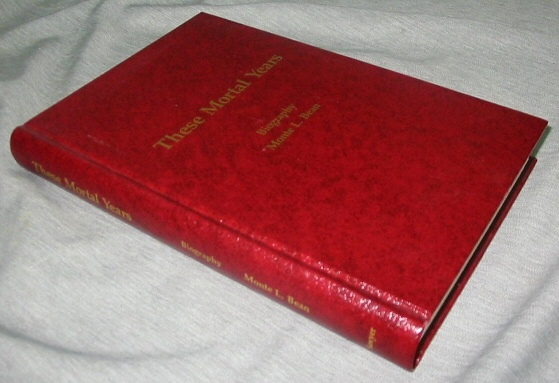 These Mortal Years
Biography
Monte L. Bean
These Mortal Years
Biography
Monte L. Bean